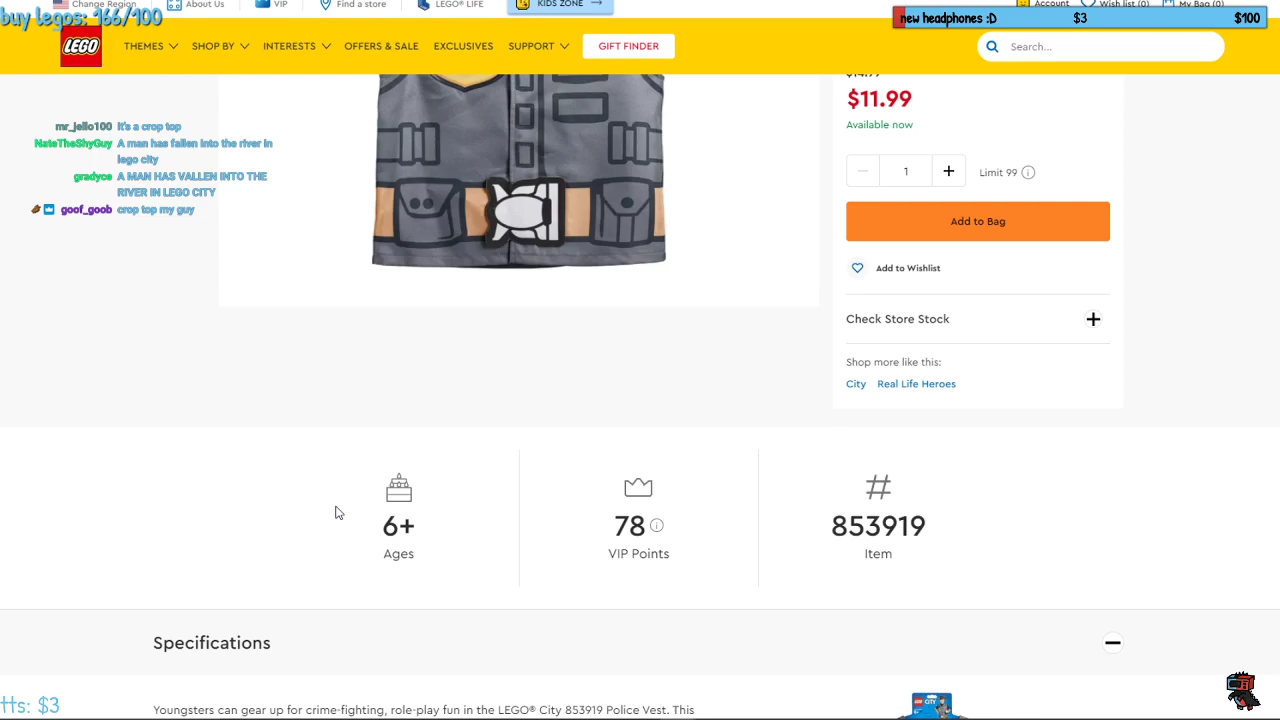 Change Region
About Us
VIP
Find a store
LEGO® LIFE
KIDS ZONE
Account
Wish list (0)
My Bag (0)
buy legos: 166/100
new headphones :D $3 $100
LEGO
THEMES
SHOP BY
INTERESTS
OFFERS & SALE
EXCLUSIVES
SUPPORT
GIFT FINDER
Search...
$14.99
$11.99
Available now
mr_jello100 It's a crop top
NateTheShyGuy A man has fallen into the river in
lego city
gradyce A MAN HAS VALLEN INTO THE
RIVER IN LEGO CITY
goof_goob crop top my guy
1
Limit 99
Add to Bag
Add to Wishlist
Check Store Stock
Shop more like this:
City Real Life Heroes
6+
Ages
78
VIP Points
853919
Item
Specifications
tts: $3
Youngsters can gear up for crime-fighting, role-play fun in the LEGO® City 853919 Police Vest. This
CITY